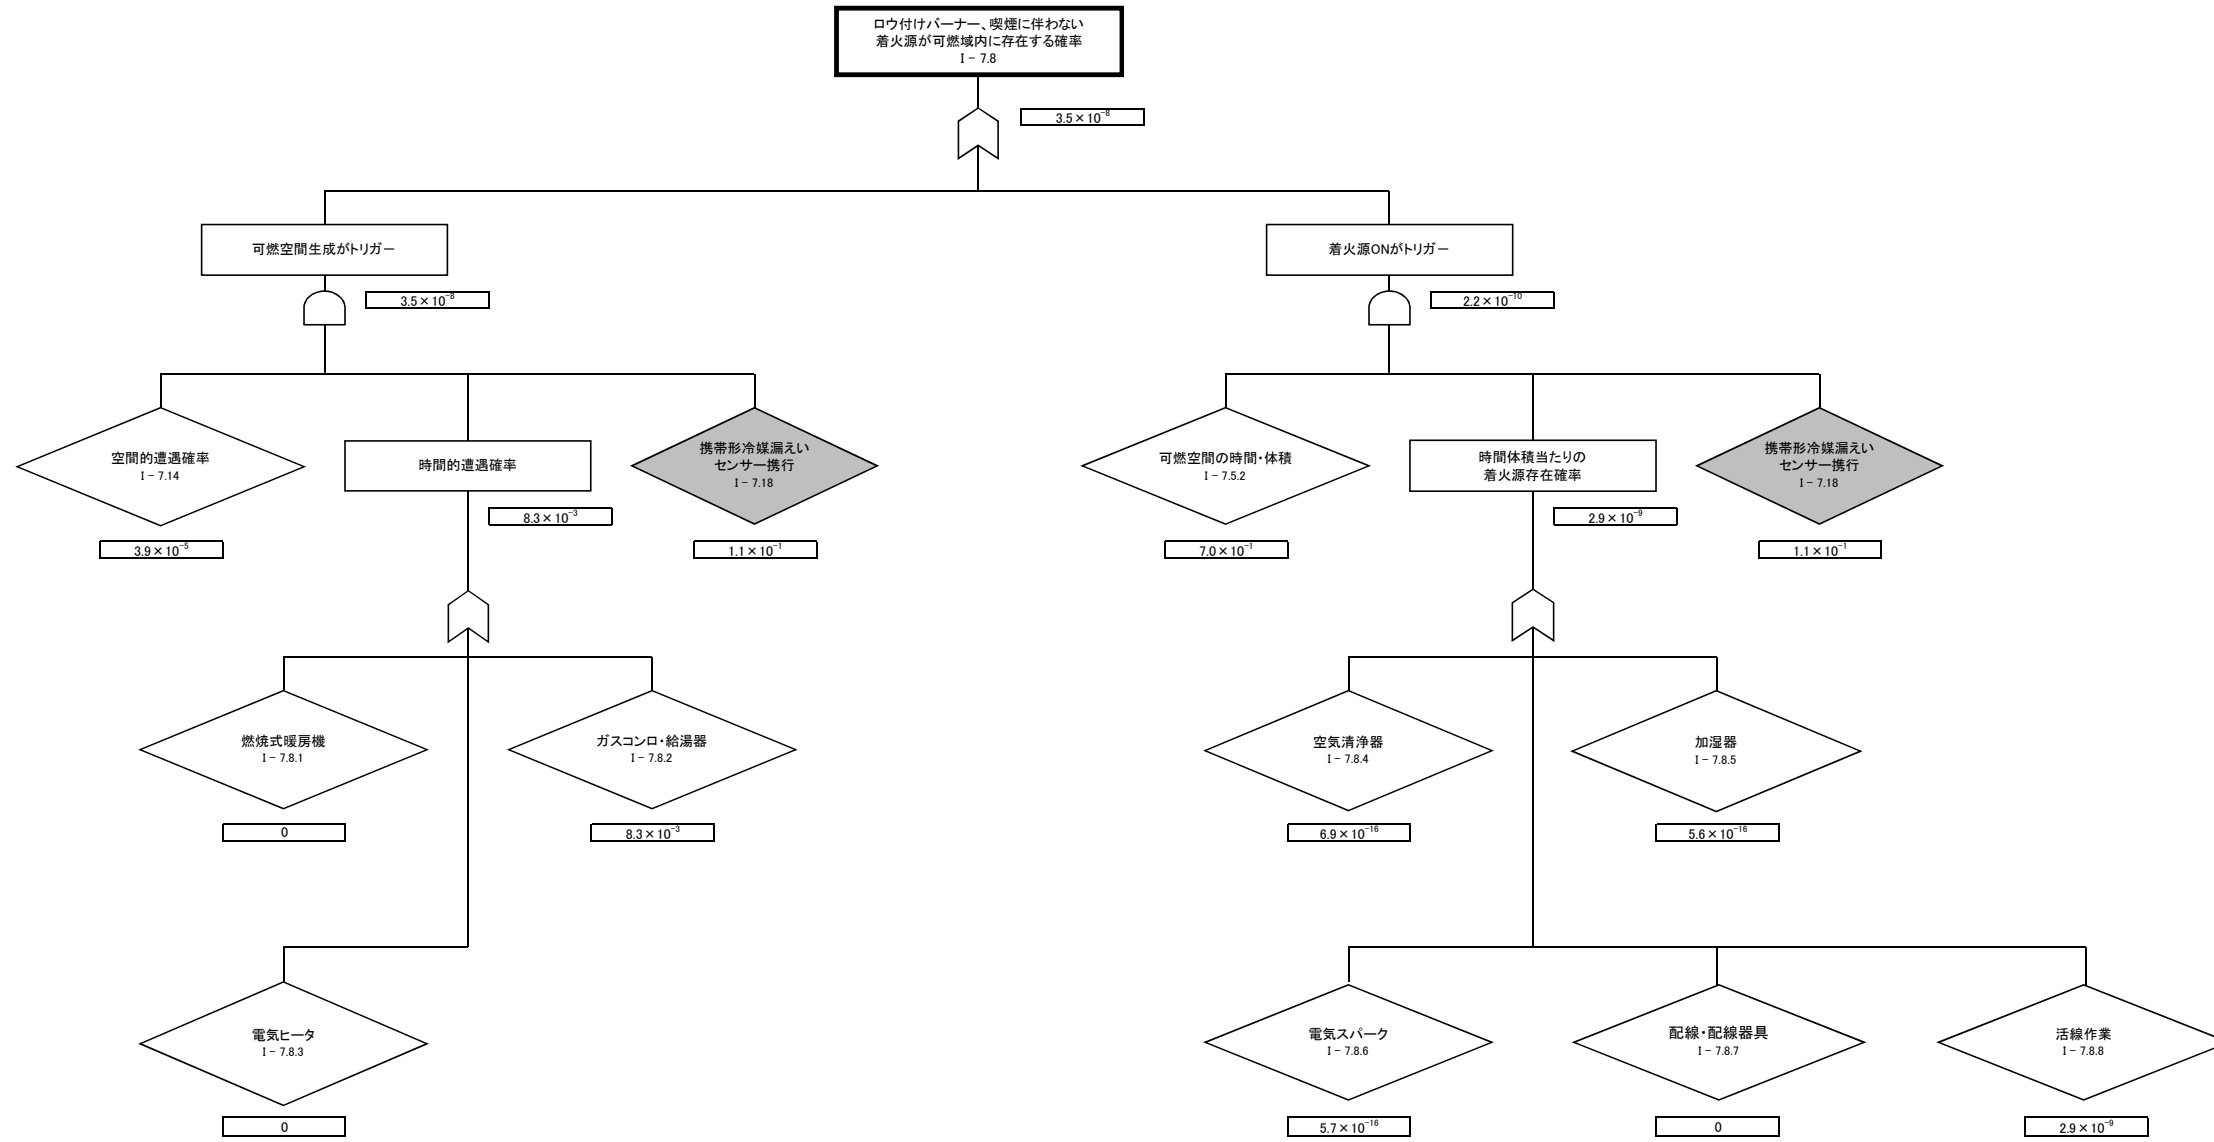 ロウ付けバーナー、喫煙に伴わない
着火源が可燃域内に存在する確率
I － 7.8
3.5×10⁻⁸
可燃空間生成がトリガー
着火源ONがトリガー
3.5×10⁻⁸
2.2×10⁻¹⁰
空間的遭遇確率
I － 7.14
時間的遭遇確率
携帯形冷媒漏えい
センサー携行
I － 7.18
可燃空間の時間・体積
I － 7.5.2
時間体積当たりの
着火源存在確率
携帯形冷媒漏えい
センサー携行
I － 7.18
8.3×10⁻³
2.9×10⁻⁹
3.9×10⁻⁵
1.1×10⁻¹
7.0×10⁻¹
1.1×10⁻¹
燃焼式暖房機
I － 7.8.1
ガスコンロ・給湯器
I － 7.8.2
空気清浄器
I － 7.8.4
加湿器
I － 7.8.5
0
8.3×10⁻³
6.9×10⁻¹⁶
5.6×10⁻¹⁶
電気ヒータ
I － 7.8.3
電気スパーク
I － 7.8.6
配線・配線器具
I － 7.8.7
活線作業
I － 7.8.8
0
5.7×10⁻¹⁶
0
2.9×10⁻⁹